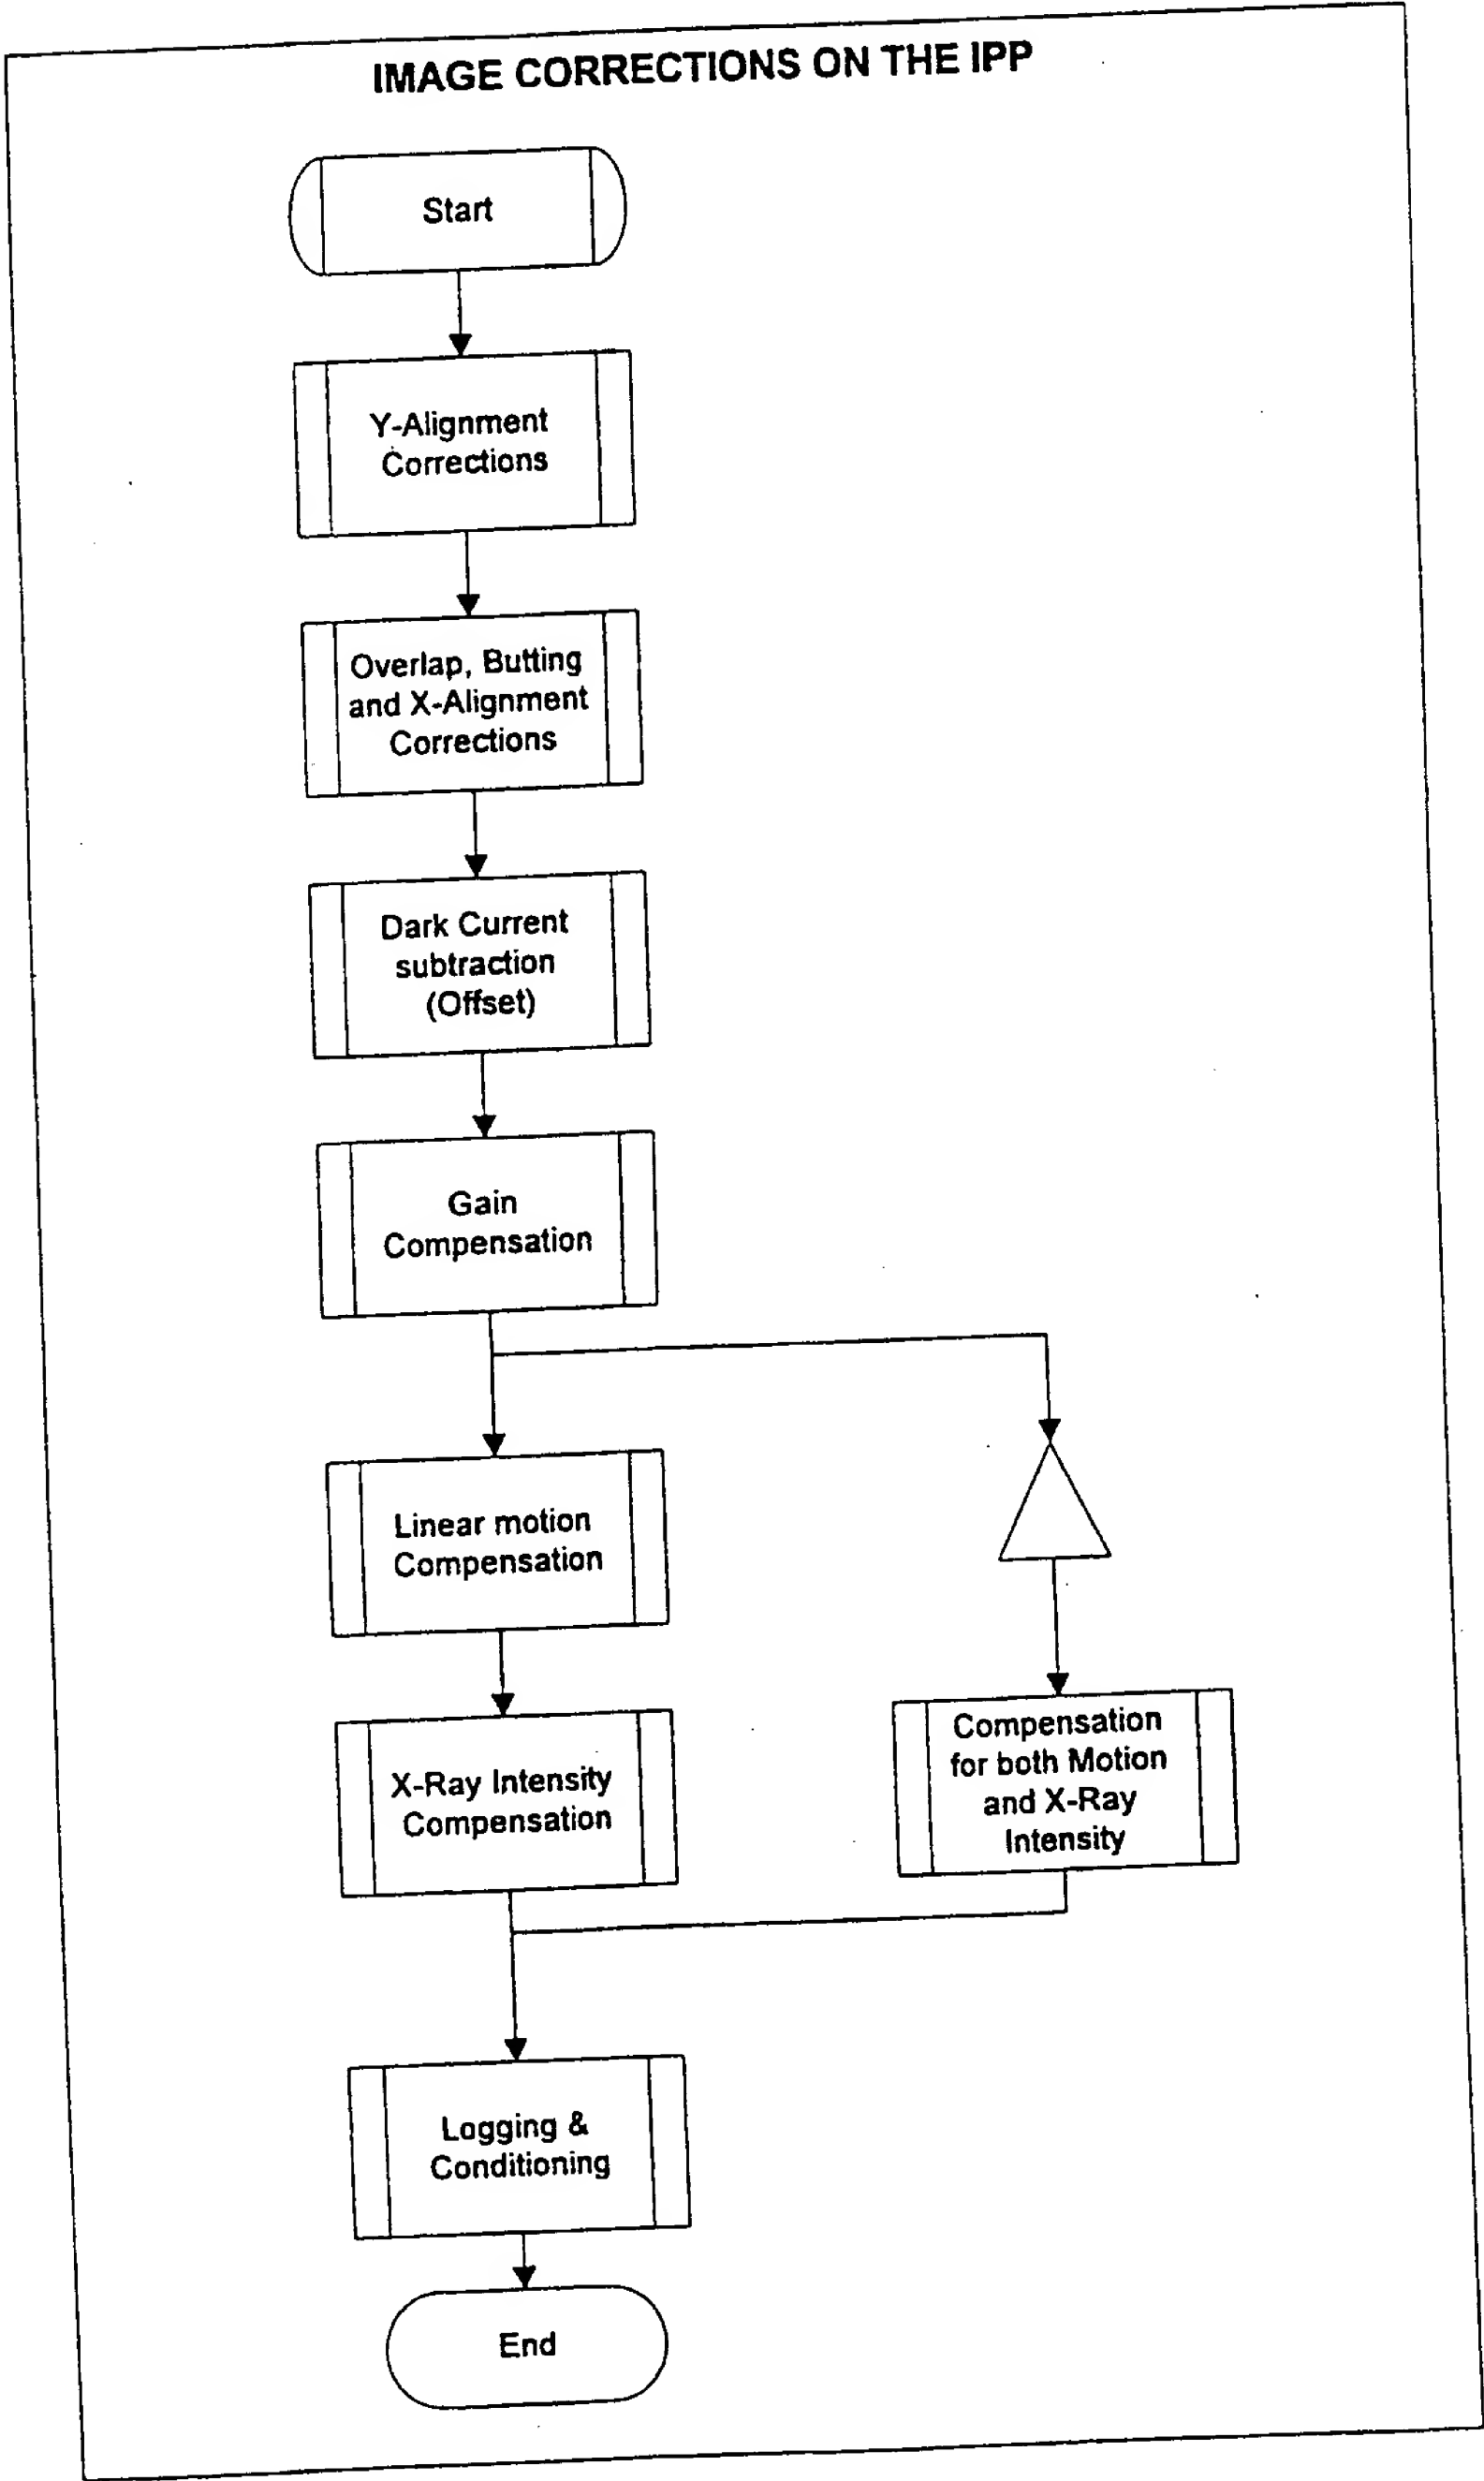 IMAGE CORRECTIONS ON THE IPP
Start
Y-Alignment
Corrections
Overlap, Butting
and X-Alignment
Corrections
Dark Current
subtraction
(Offset)
Gain
Compensation
Linear motion
Compensation
X-Ray Intensity
Compensation
Compensation
for both Motion
and X-Ray
Intensity
Logging &
Conditioning
End